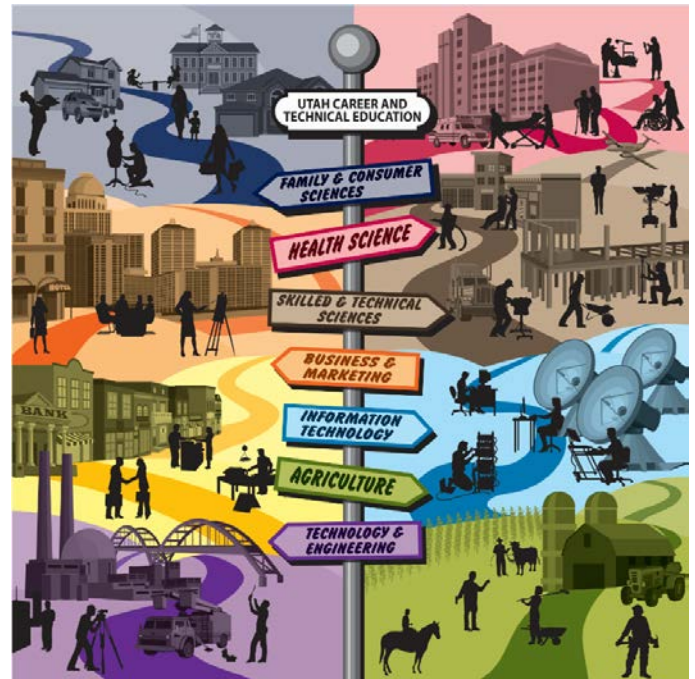 UTAH CAREER AND
TECHNICAL EDUCATION
FAMILY & CONSUMER
SCIENCES
HEALTH SCIENCE
SKILLED & TECHNICAL
SCIENCES
BUSINESS &
MARKETING
INFORMATION
TECHNOLOGY
AGRICULTURE
TECHNOLOGY &
ENGINEERING
HOTEL
BANK